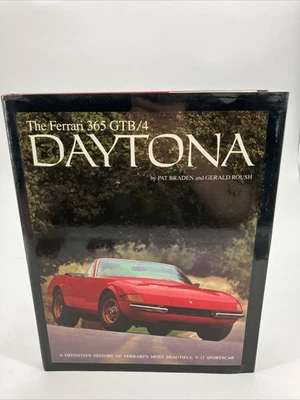 The Ferrari 365 GTB/4
DAYTONA
by PAT BRADEN and GERALD ROUSH
A DEFINITIVE HISTORY OF FERRARI'S MOST BEAUTIFUL V-12 SPORTSCAR